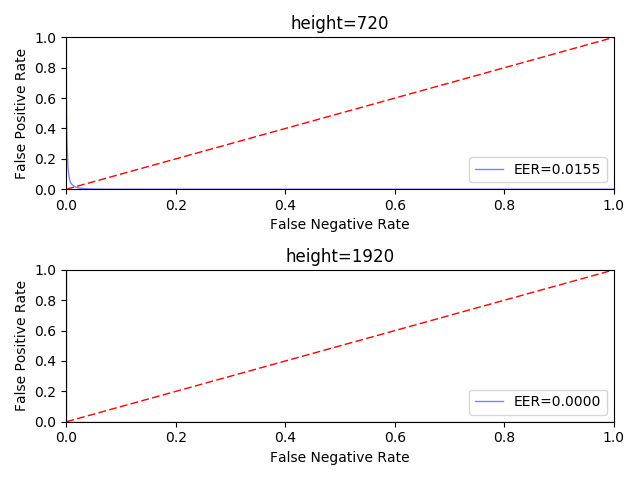 height=720
1.0
0.8
0.6
0.4
0.2
0.0
False Positive Rate
EER=0.0155
0.0 0.2 0.4 0.6 0.8 1.0
False Negative Rate
height=1920
1.0
0.8
0.6
0.4
0.2
0.0
False Positive Rate
EER=0.0000
0.0 0.2 0.4 0.6 0.8 1.0
False Negative Rate